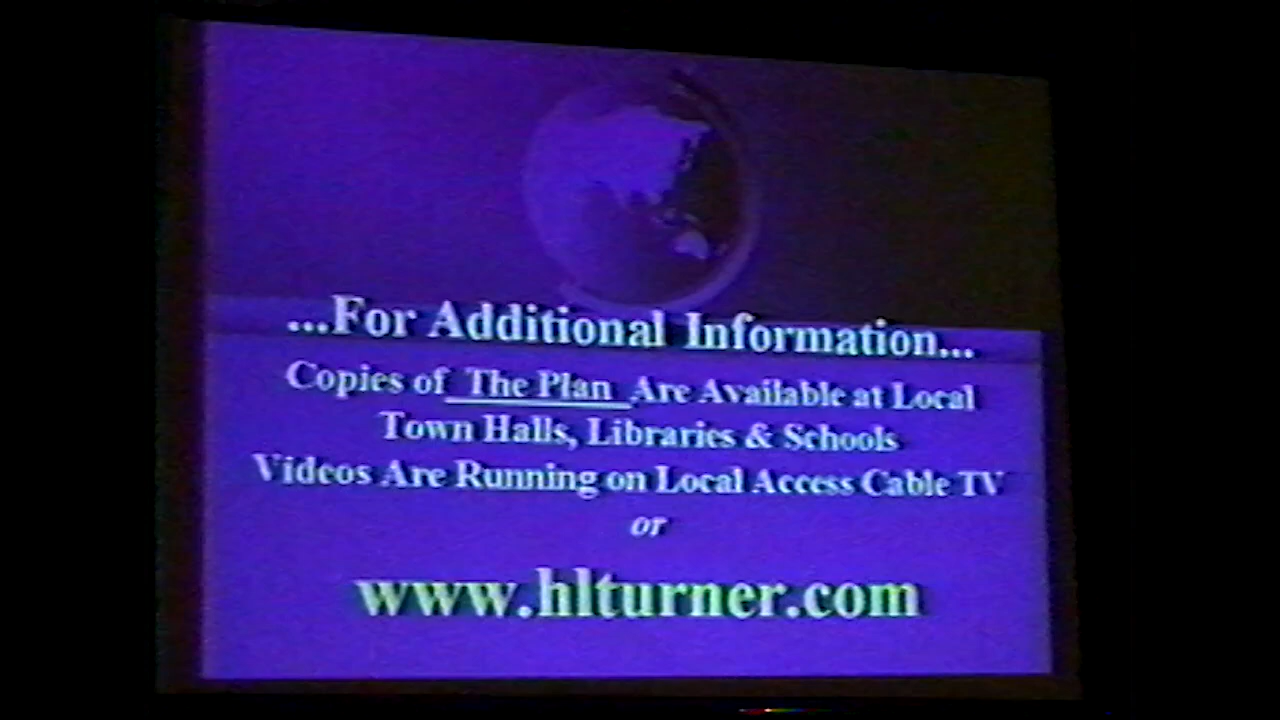 ...For Additional Information...
Copies of The Plan Are Available at Local
Town Halls, Libraries & Schools
Videos Are Running on Local Access Cable TV
or
www.hlturner.com